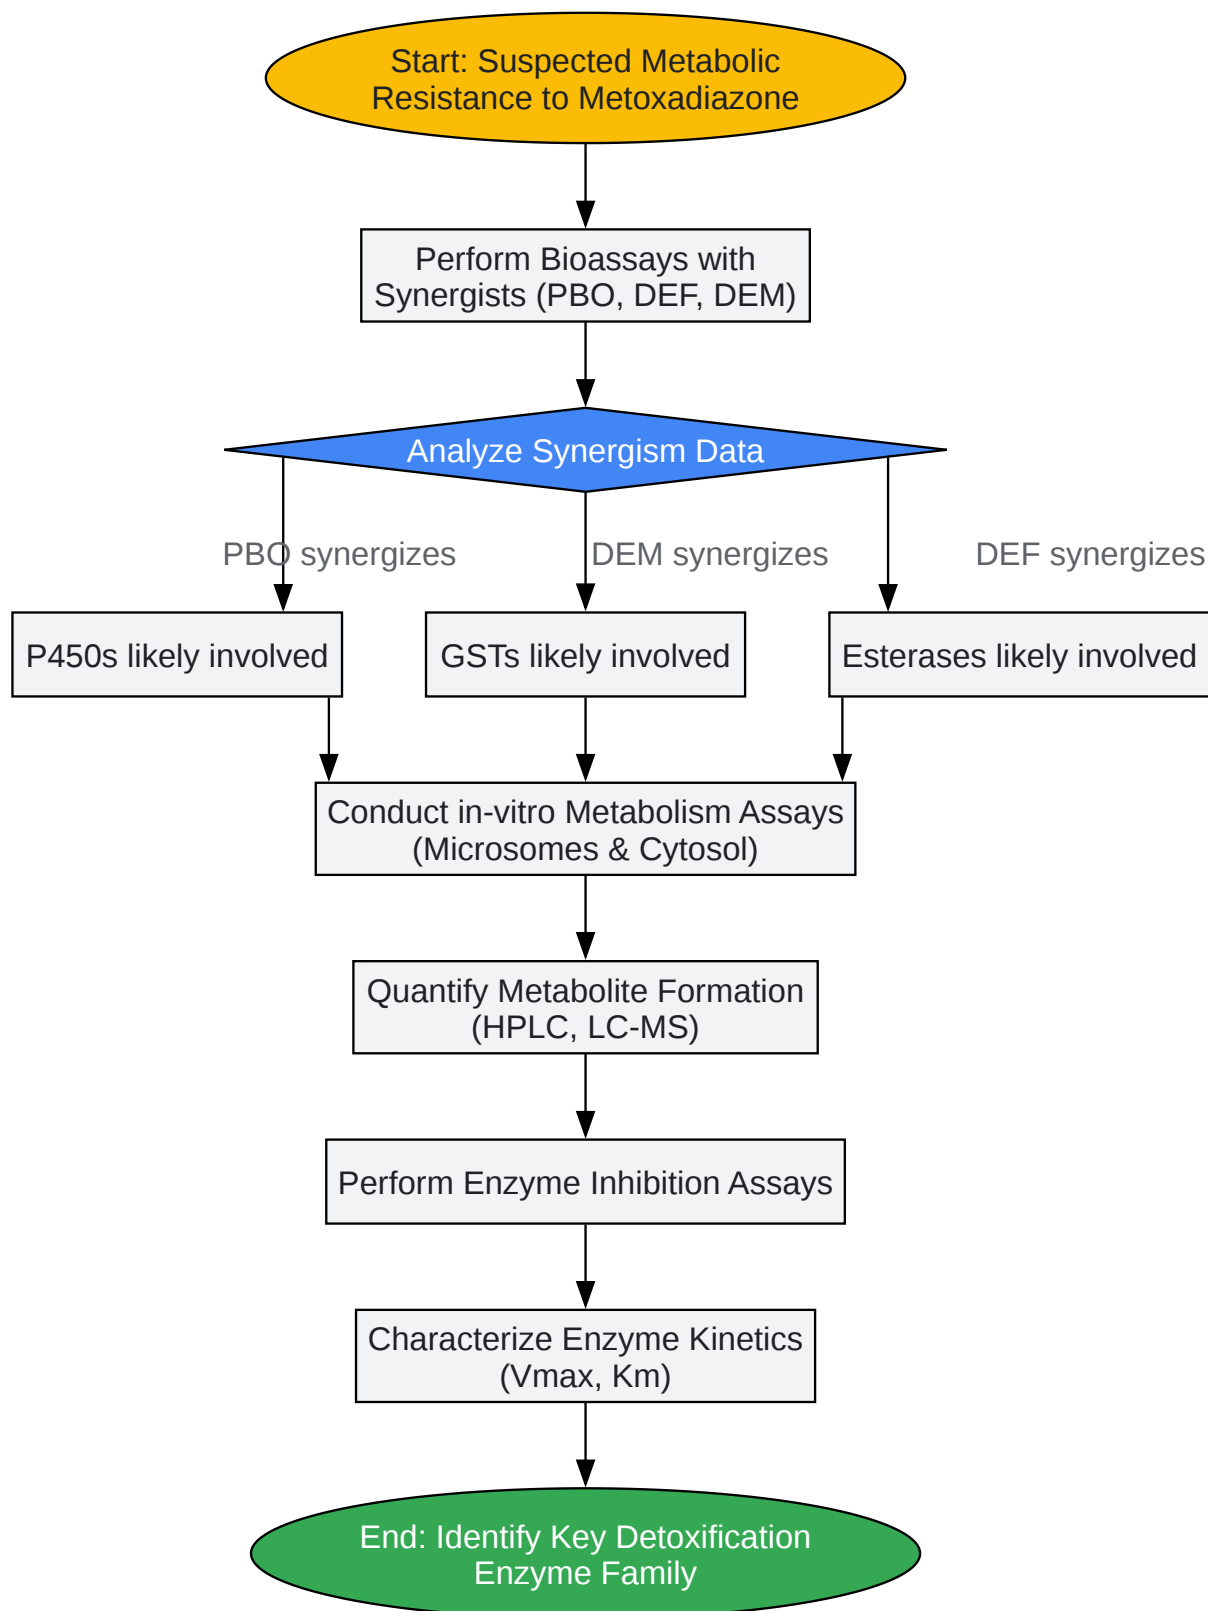 Start: Suspected Metabolic
Resistance to Metoxadiazone
Perform Bioassays with
Synergists (PBO, DEF, DEM)
Analyze Synergism Data
PBO synergizes
DEM synergizes
DEF synergizes
P450s likely involved
GSTs likely involved
Esterases likely involved
Conduct in-vitro Metabolism Assays
(Microsomes & Cytosol)
Quantify Metabolite Formation
(HPLC, LC-MS)
Perform Enzyme Inhibition Assays
Characterize Enzyme Kinetics
(Vmax, Km)
End: Identify Key Detoxification
Enzyme Family